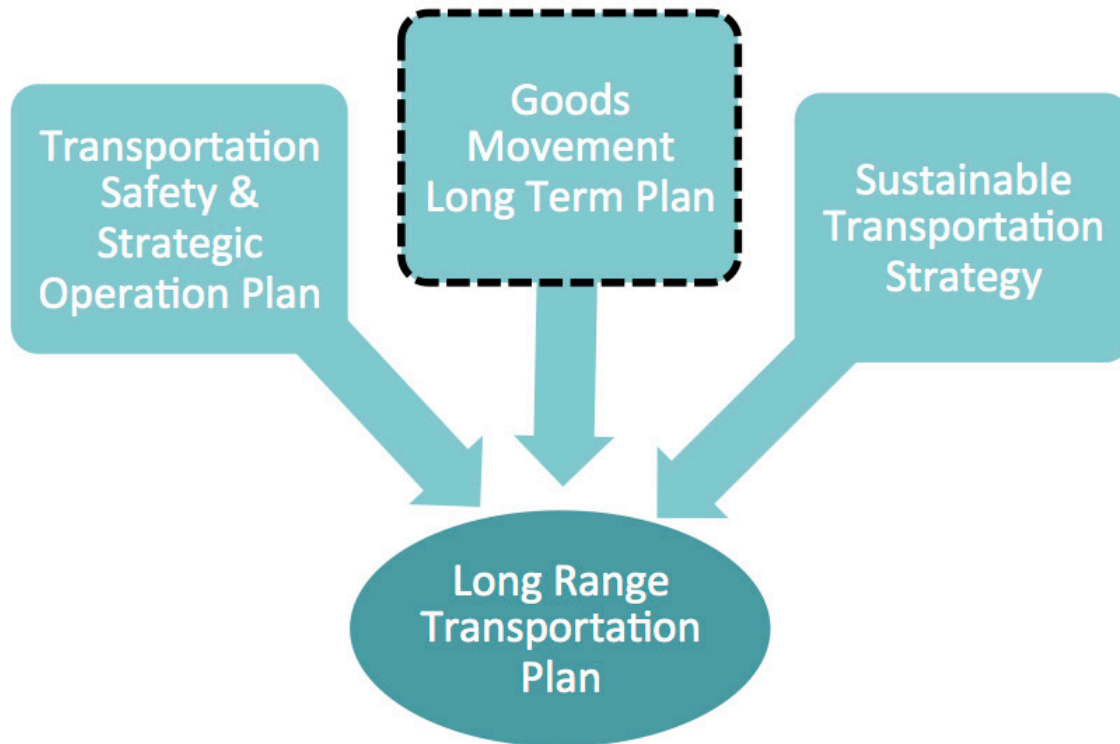 Transportation
Safety &
Strategic
Operation Plan
Goods
Movement
Long Term Plan
Sustainable
Transportation
Strategy
Long Range
Transportation
Plan